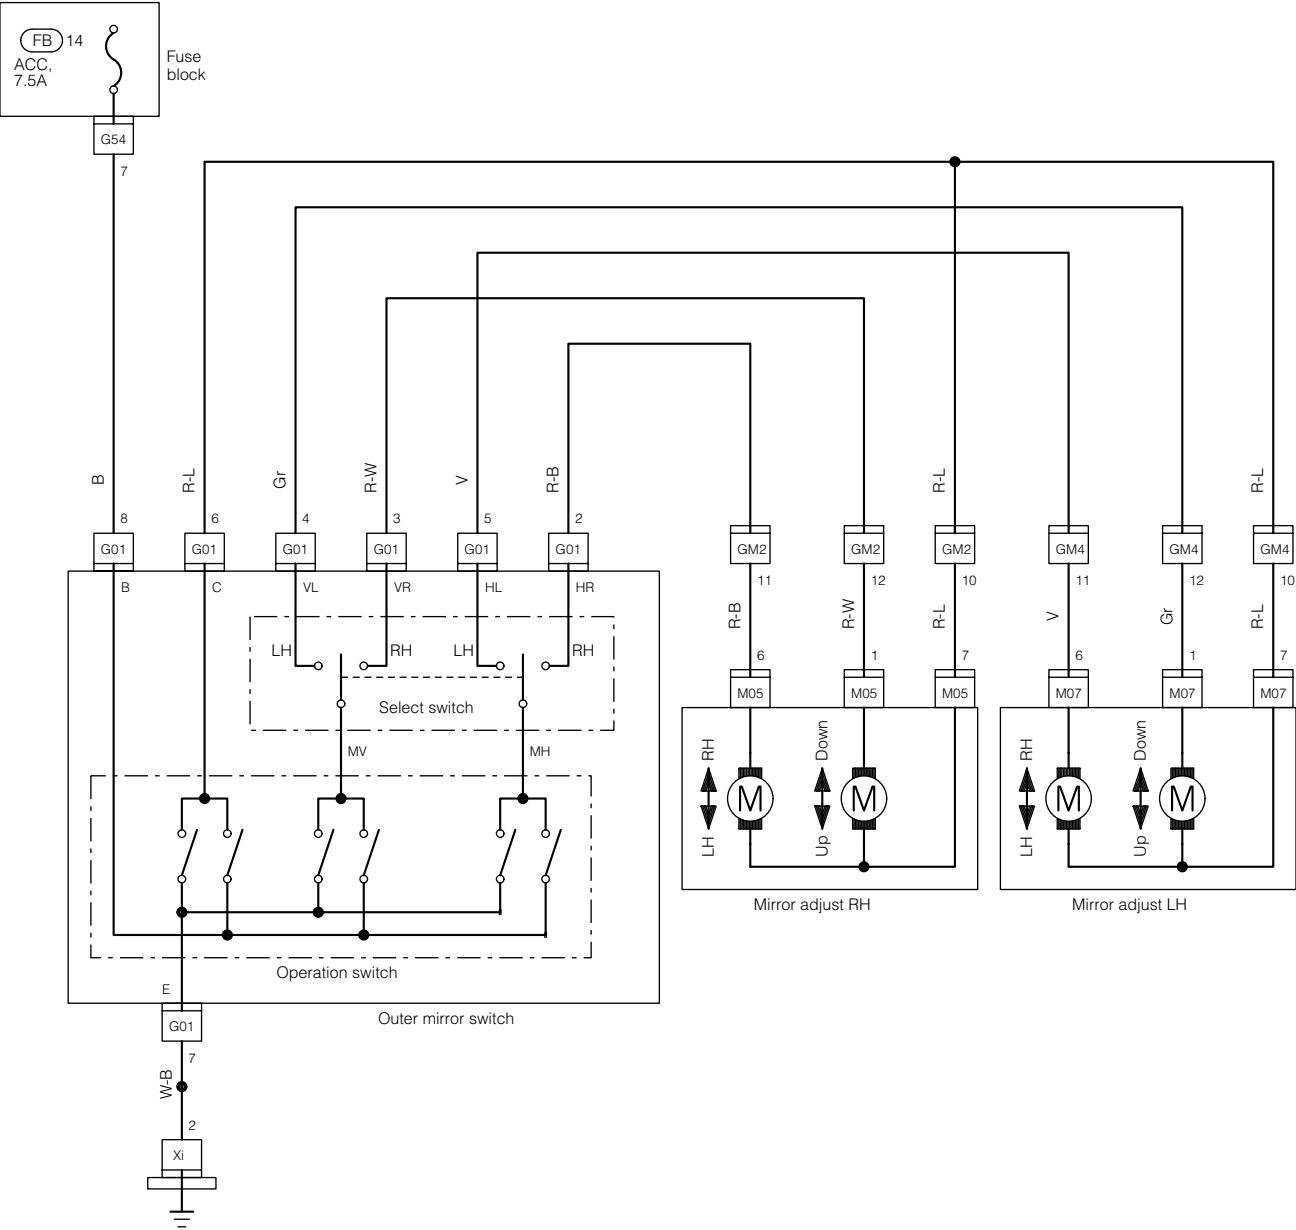 FB 14
ACC,
7.5A
Fuse
block
G54
7
B
R-L
Gr
R-W
V
R-B
R-L
R-L
8
6
4
3
5
2
G01
G01
G01
G01
G01
G01
GM2
GM2
GM2
GM4
GM4
GM4
B
C
VL
VR
HL
HR
11
12
10
11
12
10
R-B
R-W
R-L
V
Gr
R-L
LH
RH
LH
RH
6
1
7
6
1
7
M05
M05
M05
M07
M07
M07
Select switch
MV
MH
RH
LH
M
Down
Up
M
RH
LH
M
Down
Up
M
Mirror adjust RH
Mirror adjust LH
Operation switch
E
G01
Outer mirror switch
7
W-B
2
Xi